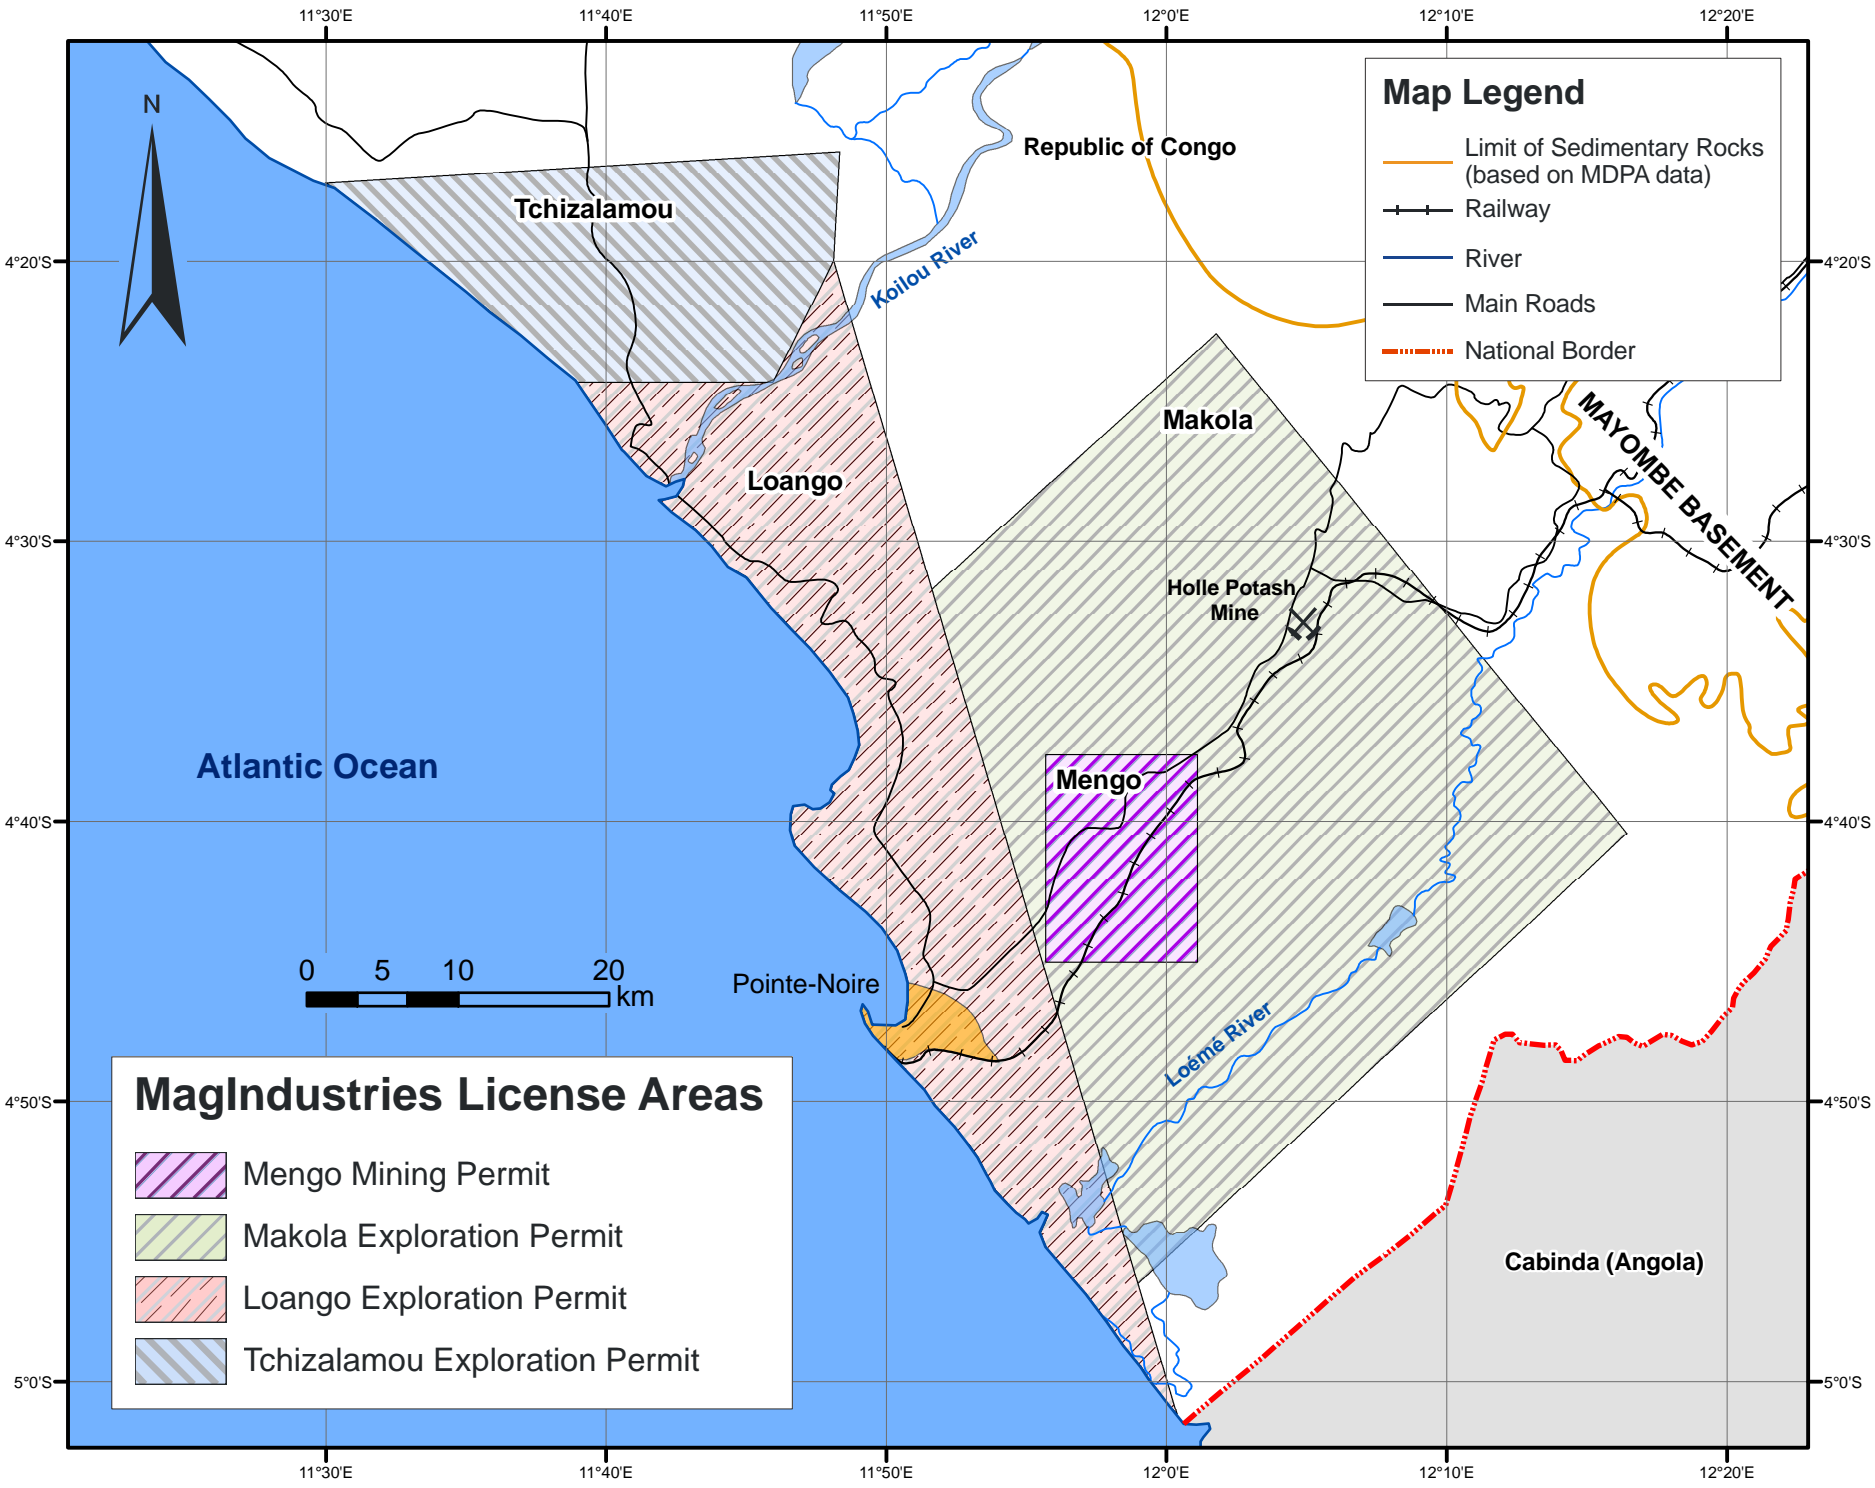 11°30'E
11°40'E
11°50'E
12°0'E
12°10'E
12°20'E
N
Republic of Congo
Map Legend
Limit of Sedimentary Rocks
(based on MDPA data)
Railway
River
Main Roads
National Border
Tchizalamou
4°20'S
4°20'S
Koilou River
Makola
MAYOMBE BASEMENT
Loango
4°30'S
4°30'S
Holle Potash
Mine
Atlantic Ocean
Mengo
4°40'S
4°40'S
0 5 10 20
km
Pointe-Noire
Loémé River
4°50'S
4°50'S
MagIndustries License Areas
Mengo Mining Permit
Makola Exploration Permit
Loango Exploration Permit
Tchizalamou Exploration Permit
Cabinda (Angola)
5°0'S
5°0'S
11°30'E
11°40'E
11°50'E
12°0'E
12°10'E
12°20'E